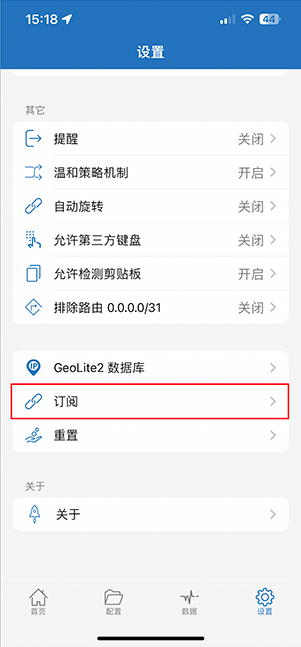 15:18
44
设置
其它
提醒 关闭
温和策略机制 开启
自动旋转 关闭
允许第三方键盘 关闭
允许检测剪贴板 开启
排除路由 0.0.0.0/31 关闭
IP GeoLite2 数据库
订阅
重置
关于
关于
首页 配置 数据 设置